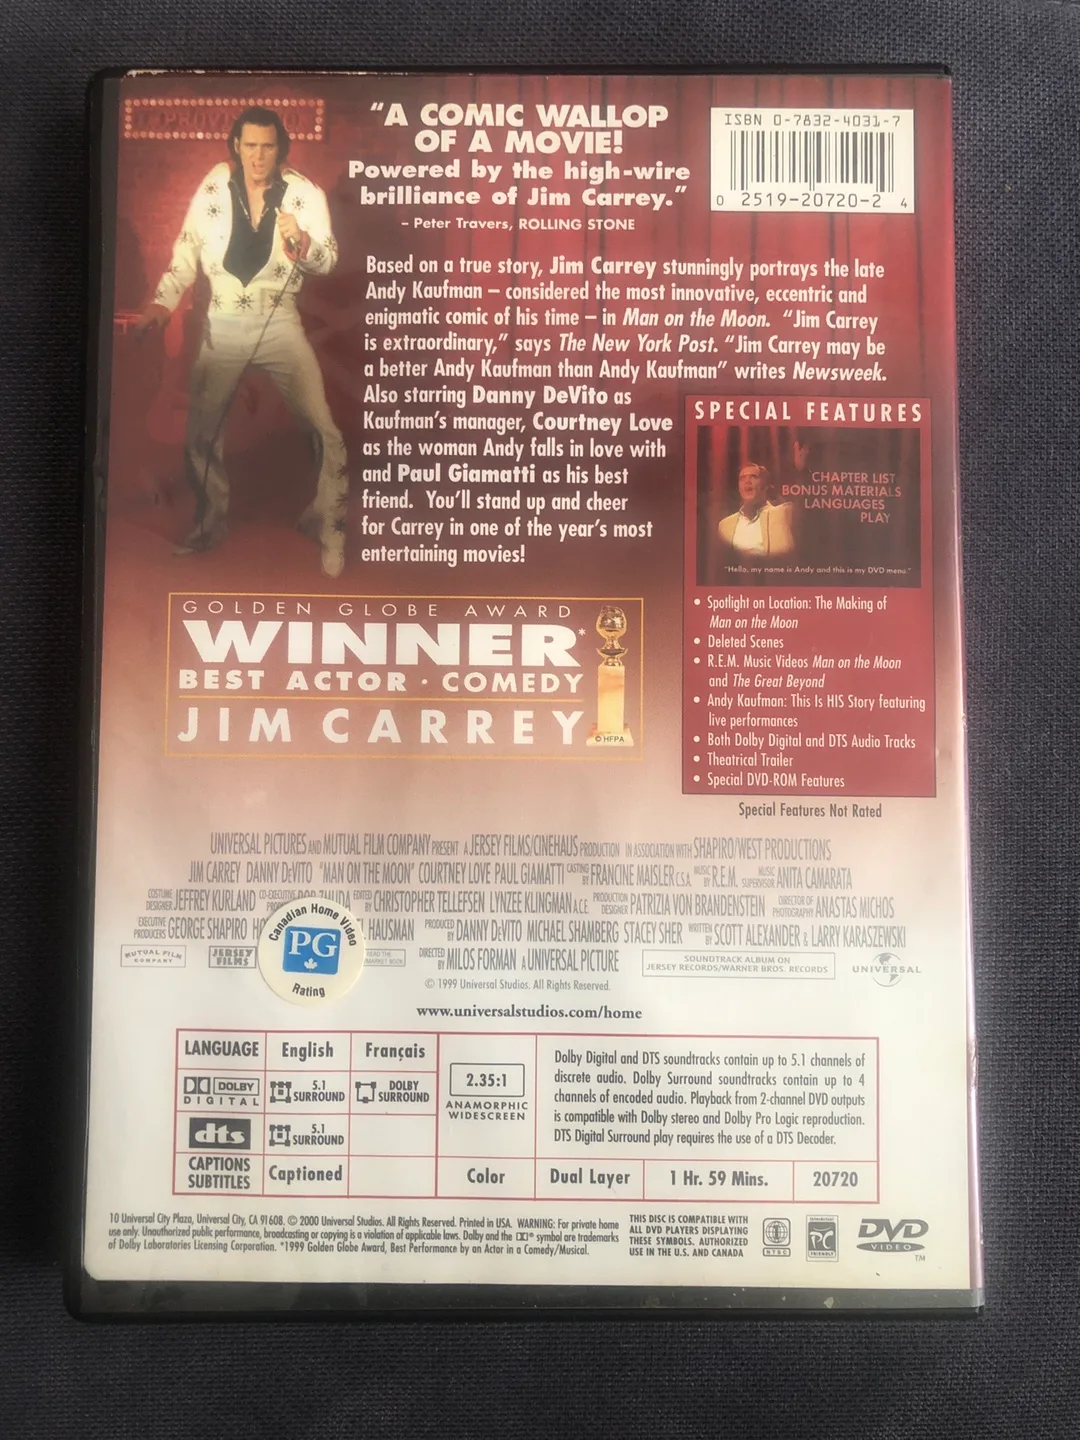 IMPROVISATION
"A COMIC WALLOP
OF A MOVIE!
Powered by the high-wire
brilliance of Jim Carrey."
– Peter Travers, ROLLING STONE
ISBN 0-7832-4031-7
0 2519-20720-2 4
Based on a true story, Jim Carrey stunningly portrays the late
Andy Kaufman – considered the most innovative, eccentric and
enigmatic comic of his time – in Man on the Moon. "Jim Carrey
is extraordinary," says The New York Post. "Jim Carrey may be
a better Andy Kaufman than Andy Kaufman" writes Newsweek.
Also starring Danny DeVito as
Kaufman's manager, Courtney Love
as the woman Andy falls in love with
and Paul Giamatti as his best
friend. You'll stand up and cheer
for Carrey in one of the year's most
entertaining movies!
SPECIAL FEATURES
CHAPTER LIST
BONUS MATERIALS
LANGUAGES
PLAY
"Hello, my name is Andy and this is my DVD menu."
• Spotlight on Location: The Making of
Man on the Moon
• Deleted Scenes
• R.E.M. Music Videos Man on the Moon
and The Great Beyond
• Andy Kaufman: This Is HIS Story featuring
live performances
• Both Dolby Digital and DTS Audio Tracks
• Theatrical Trailer
• Special DVD-ROM Features
Special Features Not Rated
GOLDEN GLOBE AWARD
WINNER*
BEST ACTOR · COMEDY
JIM CARREY
© HFPA
UNIVERSAL PICTURES AND MUTUAL FILM COMPANY PRESENT A JERSEY FILMS/CINEHAUS PRODUCTION IN ASSOCIATION WITH SHAPIRO/WEST PRODUCTIONS
JIM CARREY DANNY DeVITO "MAN ON THE MOON" COURTNEY LOVE PAUL GIAMATTI CASTING BY FRANCINE MAISLER C.S.A. MUSIC BY R.E.M. MUSIC SUPERVISOR ANITA CAMARATA
COSTUME DESIGNER JEFFREY KURLAND CO-EXECUTIVE EDITED BY CHRISTOPHER TELLEFSEN LYNZEE KLINGMAN A.C.E. PRODUCTION DESIGNER PATRIZIA VON BRANDENSTEIN DIRECTOR OF PHOTOGRAPHY ANASTAS MICHOS
EXECUTIVE PRODUCERS GEORGE SHAPIRO HAUSMAN PRODUCED BY DANNY DeVITO MICHAEL SHAMBERG STACEY SHER WRITTEN BY SCOTT ALEXANDER & LARRY KARASZEWSKI
MUTUAL FILM COMPANY JERSEY FILMS READ THE MARKET BOOK DIRECTED BY MILOS FORMAN A UNIVERSAL PICTURE SOUNDTRACK ALBUM ON JERSEY RECORDS/WARNER BROS. RECORDS UNIVERSAL
Canadian Home Video
PG
Rating
© 1999 Universal Studios. All Rights Reserved.
www.universalstudios.com/home
LANGUAGE English Français
DOLBY DIGITAL 5.1 SURROUND DOLBY SURROUND
dts 5.1 SURROUND
CAPTIONS SUBTITLES Captioned
2.35:1
ANAMORPHIC
WIDESCREEN
Dolby Digital and DTS soundtracks contain up to 5.1 channels of
discrete audio. Dolby Surround soundtracks contain up to 4
channels of encoded audio. Playback from 2-channel DVD outputs
is compatible with Dolby stereo and Dolby Pro Logic reproduction.
DTS Digital Surround play requires the use of a DTS Decoder.
Color Dual Layer 1 Hr. 59 Mins. 20720
10 Universal City Plaza, Universal City, CA 91608. © 2000 Universal Studios. All Rights Reserved. Printed in USA. WARNING: For private home
use only. Unauthorized public performance, broadcasting or copying is a violation of applicable laws. Dolby and the DD symbol are trademarks
of Dolby Laboratories Licensing Corporation. *1999 Golden Globe Award, Best Performance by an Actor in a Comedy/Musical.
THIS DISC IS COMPATIBLE WITH
ALL DVD PLAYERS DISPLAYING
THESE SYMBOLS. AUTHORIZED
USE IN THE U.S. AND CANADA
NTSC
PC
FRIENDLY
DVD
VIDEO
TM